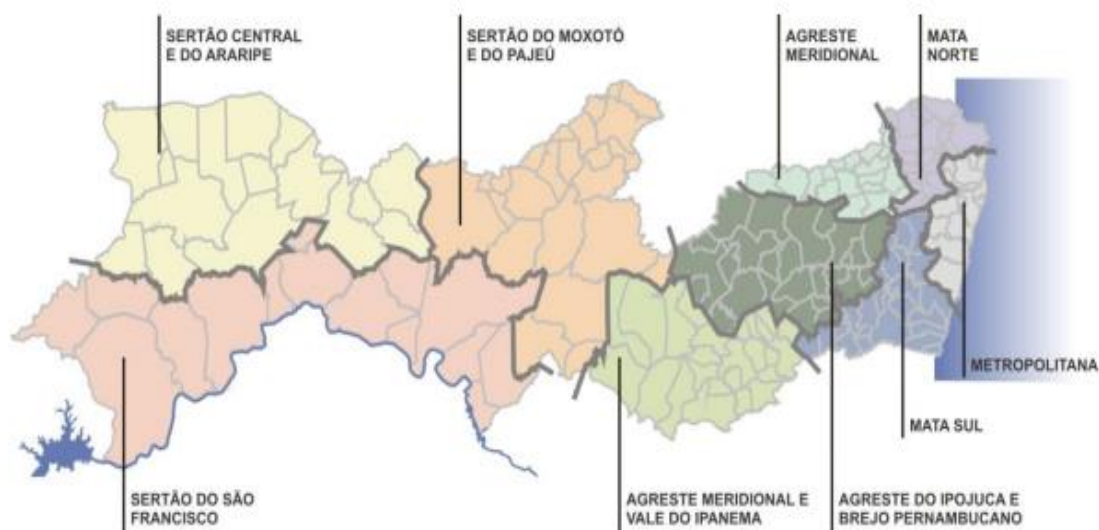 SERTÃO CENTRAL
E DO ARARIPE
SERTÃO DO MOXOTÓ
E DO PAJEÚ
AGRESTE
MERIDIONAL
MATA
NORTE
METROPOLITANA
MATA SUL
SERTÃO DO SÃO
FRANCISCO
AGRESTE MERIDIONAL E
VALE DO IPANEMA
AGRESTE DO IPOJUCA E
BREJO PERNAMBUCANO